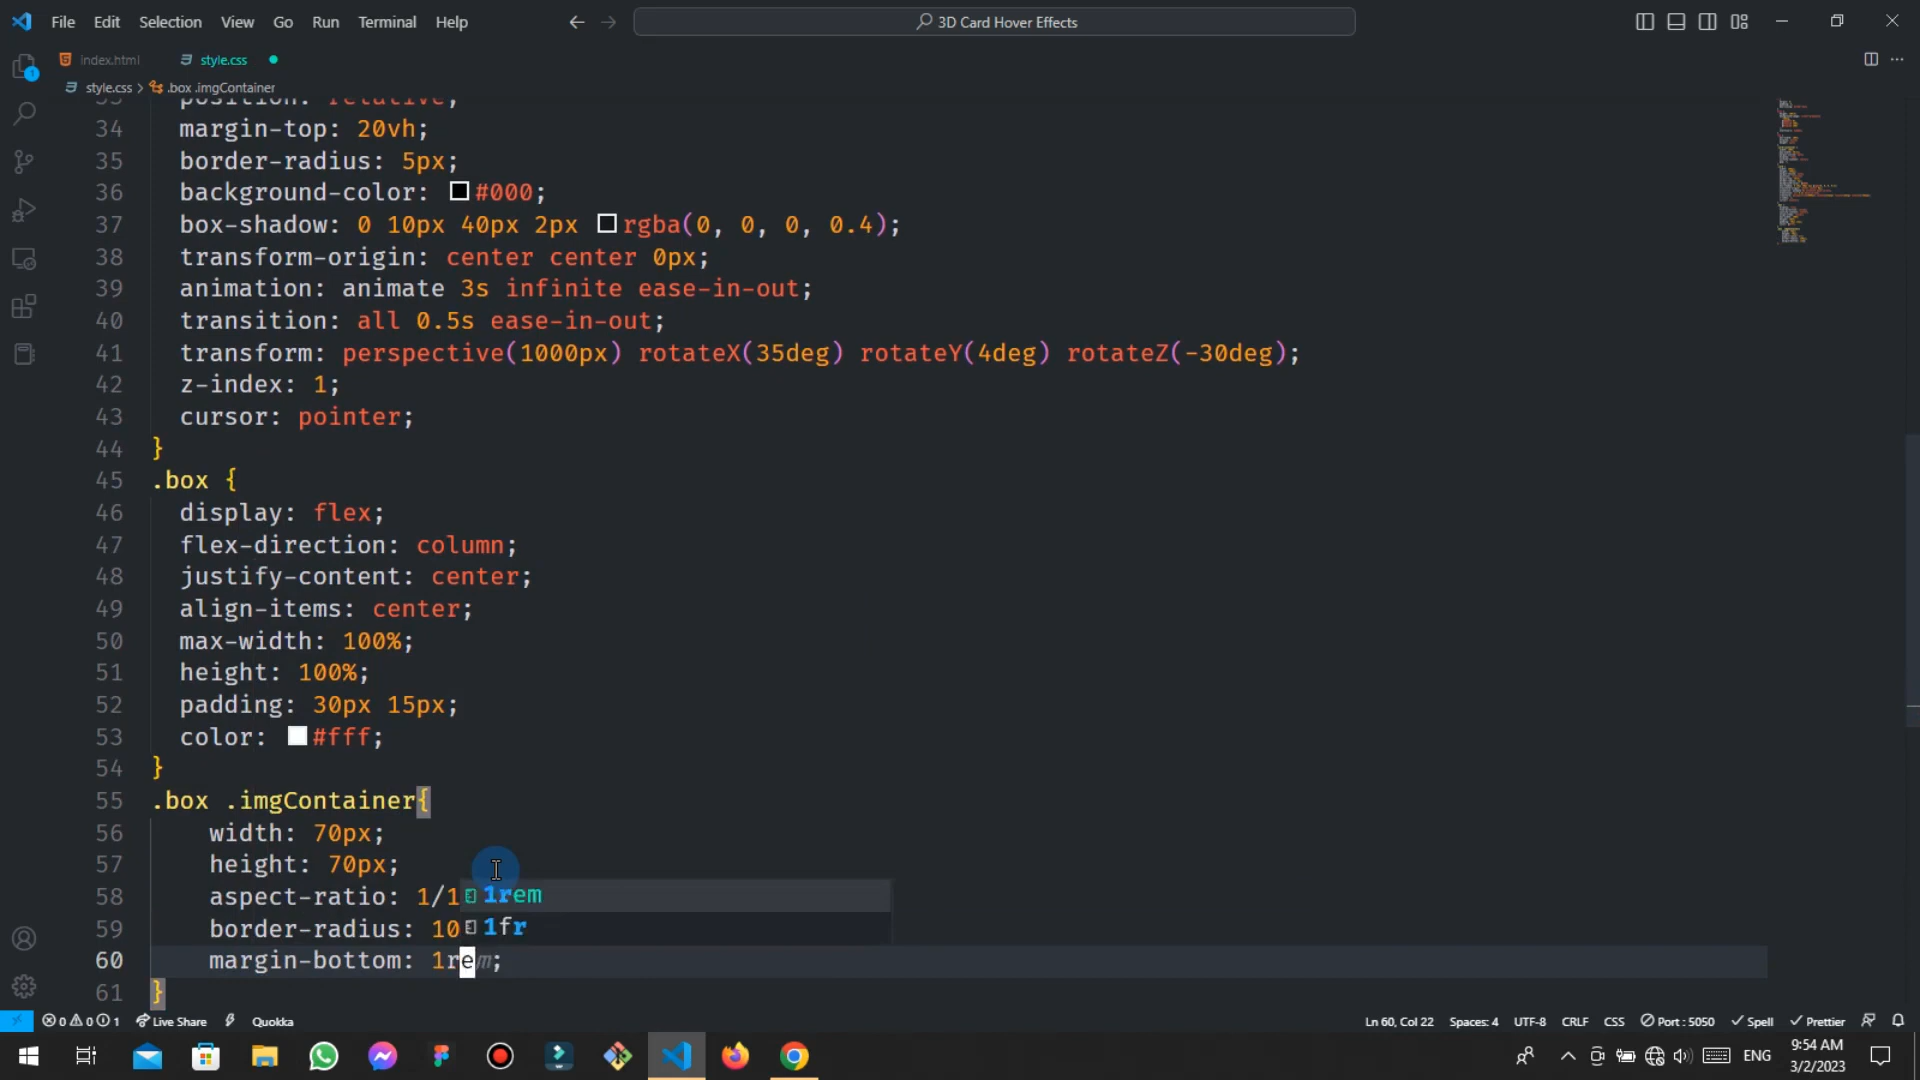 File Edit Selection View Go Run Terminal Help
3D Card Hover Effects
index.html style.css
style.css > .box .imgContainer
33 position: relative;
34 margin-top: 20vh;
35 border-radius: 5px;
36 background-color: #000;
37 box-shadow: 0 10px 40px 2px rgba(0, 0, 0, 0.4);
38 transform-origin: center center 0px;
39 animation: animate 3s infinite ease-in-out;
40 transition: all 0.5s ease-in-out;
41 transform: perspective(1000px) rotateX(35deg) rotateY(4deg) rotateZ(-30deg);
42 z-index: 1;
43 cursor: pointer;
44 }
45 .box {
46 display: flex;
47 flex-direction: column;
48 justify-content: center;
49 align-items: center;
50 max-width: 100%;
51 height: 100%;
52 padding: 30px 15px;
53 color: #fff;
54 }
55 .box .imgContainer{
56 width: 70px;
57 height: 70px;
58 aspect-ratio: 1/1
1rem
59 border-radius: 10
1fr
60 margin-bottom: 1rem;
61 }
0 0 1 Live Share Quokka
Ln 60, Col 22 Spaces: 4 UTF-8 CRLF CSS Port : 5050 Spell Prettier
ENG
9:54 AM
3/2/2023